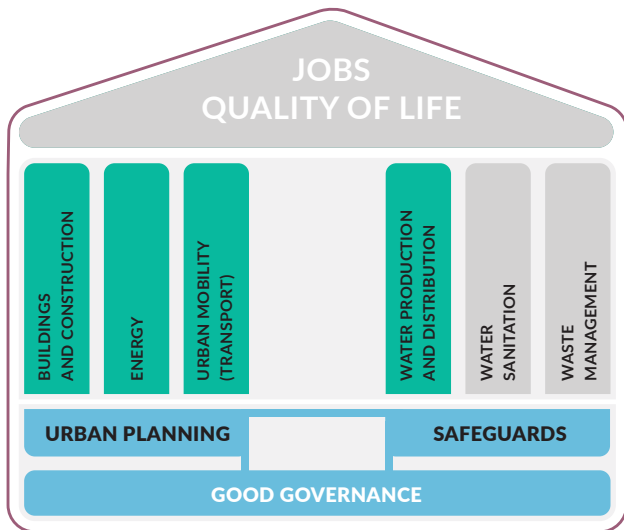 JOBS
QUALITY OF LIFE
BUILDINGS
AND CONSTRUCTION
ENERGY
URBAN MOBILITY
(TRANSPORT)
WATER PRODUCTION
AND DISTRIBUTION
WATER
SANITATION
WASTE
MANAGEMENT
URBAN PLANNING
SAFEGUARDS
GOOD GOVERNANCE